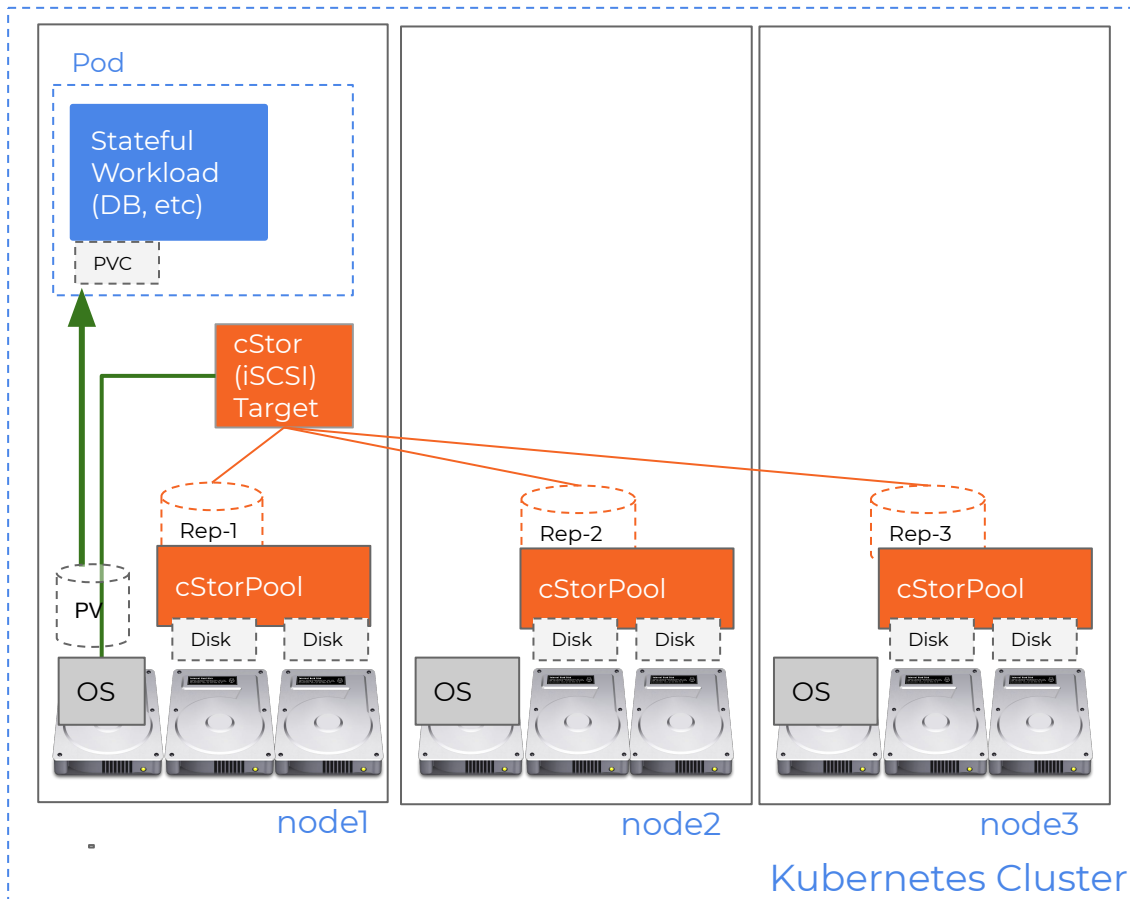 Pod
Stateful
Workload
(DB, etc)
PVC
cStor
(iSCSI)
Target
Rep-1
Rep-2
Rep-3
cStorPool
cStorPool
cStorPool
PV
Disk
Disk
Disk
Disk
Disk
Disk
OS
OS
OS
node1
node2
node3
Kubernetes Cluster